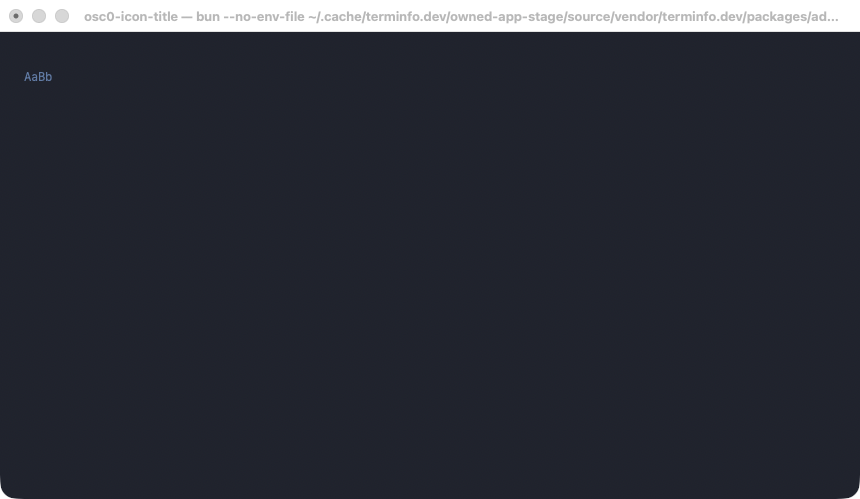 osc0-icon-title — bun --no-env-file ~/.cache/terminfo.dev/owned-app-stage/source/vendor/terminfo.dev/packages/ad...
AaBb